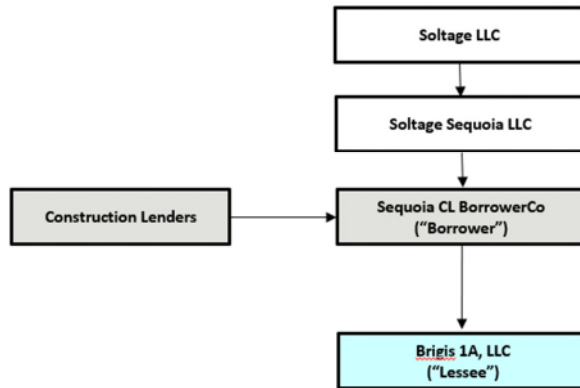 Soltage LLC
Soltage Sequoia LLC
Construction Lenders
Sequoia CL BorrowerCo
(“Borrower”)
Brigis 1A, LLC
(“Lessee”)